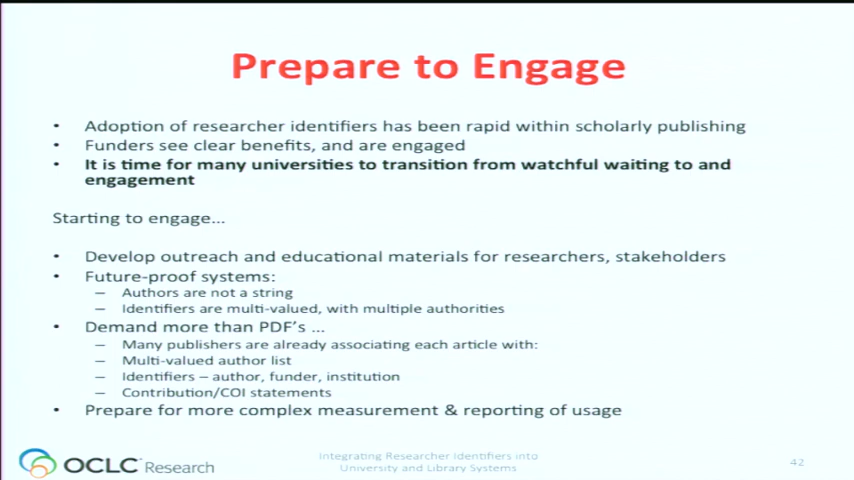 Prepare to Engage
• Adoption of researcher identifiers has been rapid within scholarly publishing
• Funders see clear benefits, and are engaged
• It is time for many universities to transition from watchful waiting to and
engagement
Starting to engage...
• Develop outreach and educational materials for researchers, stakeholders
• Future-proof systems:
– Authors are not a string
– Identifiers are multi-valued, with multiple authorities
• Demand more than PDF's ...
– Many publishers are already associating each article with:
– Multi-valued author list
– Identifiers – author, funder, institution
– Contribution/COI statements
• Prepare for more complex measurement & reporting of usage
OCLC Research
Integrating Researcher Identifiers into
University and Library Systems
42